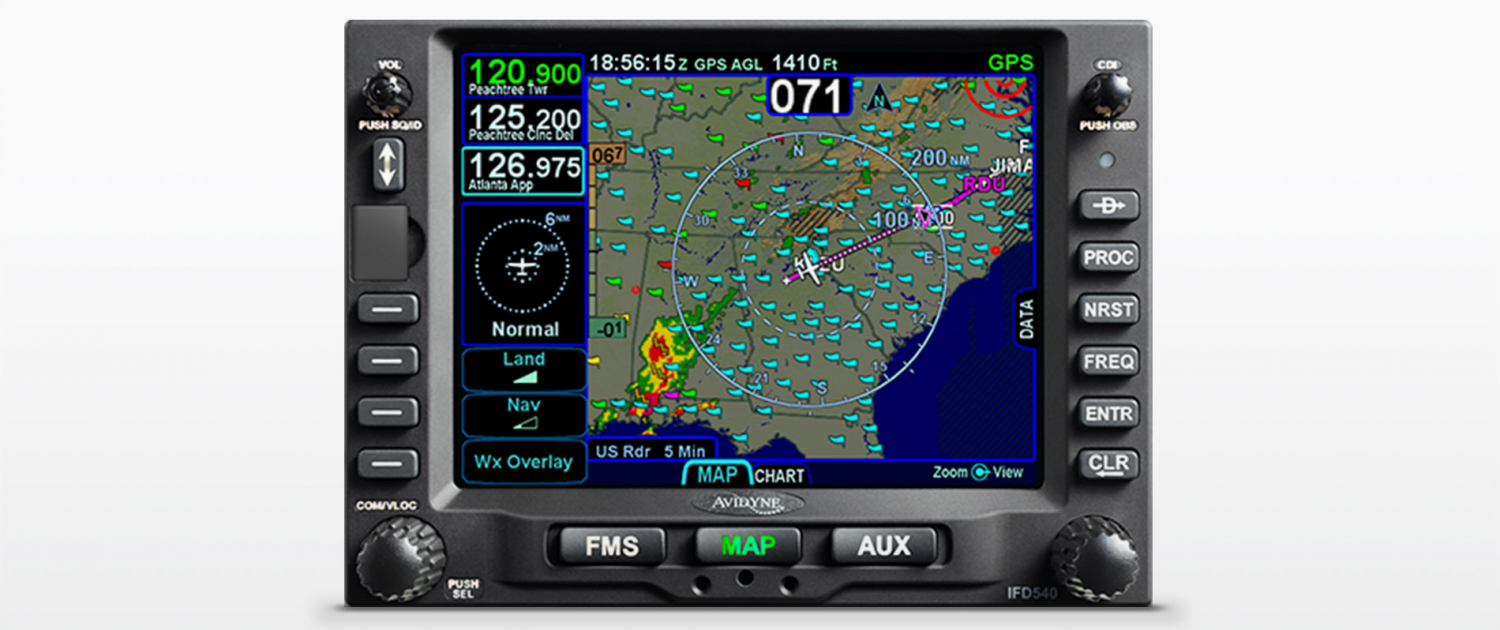 VOL
PUSH SQ/ID
120.900
Peachtree Twr
125.200
Peachtree Clnc Del
126.975
Atlanta App
6NM
2NM
Normal
Land
Nav
Wx Overlay
COM/VLOC
PUSH
SEL
18:56:15Z GPS AGL 1410Ft
GPS
071
N
067
200NM
JIMA
RDU
N
3
33
6
30
100
W
E
-01
24
12
21
15
S
DATA
US Rdr 5 Min
MAP
CHART
Zoom
View
AVIDYNE
FMS
MAP
AUX
CDI
PUSH OBS
D
PROC
NRST
FREQ
ENTR
CLR
IFD540